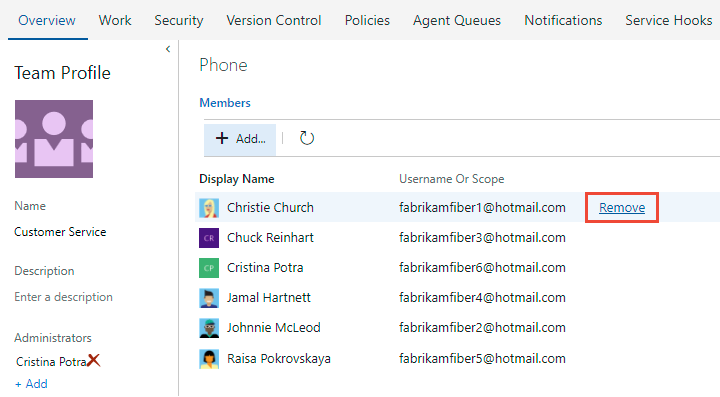 Overview Work Security Version Control Policies Agent Queues Notifications Service Hooks
Team Profile
Name
Customer Service
Description
Enter a description
Administrators
Cristina Potra
+ Add
Phone
Members
+ Add...
Display Name Username Or Scope
Christie Church fabrikamfiber1@hotmail.com Remove
CR Chuck Reinhart fabrikamfiber3@hotmail.com
CP Cristina Potra fabrikamfiber6@hotmail.com
Jamal Hartnett fabrikamfiber4@hotmail.com
Johnnie McLeod fabrikamfiber2@hotmail.com
Raisa Pokrovskaya fabrikamfiber5@hotmail.com